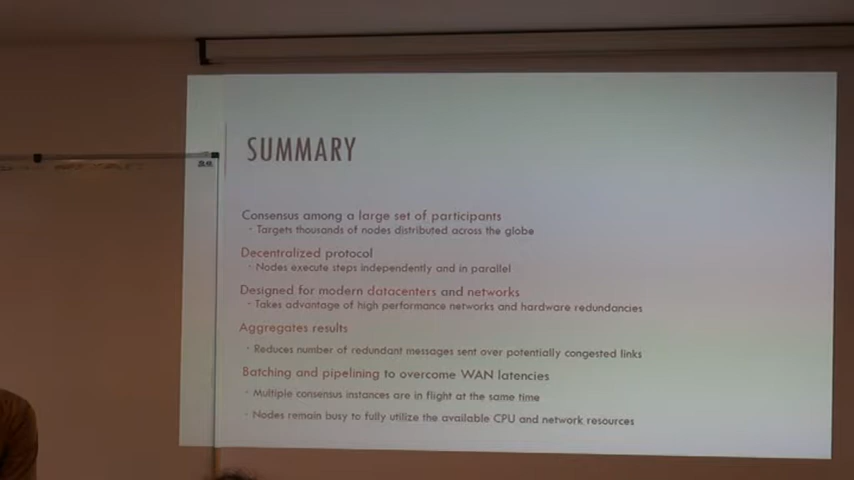 SUMMARY
Consensus among a large set of participants
· Targets thousands of nodes distributed across the globe
Decentralized protocol
· Nodes execute steps independently and in parallel
Designed for modern datacenters and networks
· Takes advantage of high performance networks and hardware redundancies
Aggregates results
· Reduces number of redundant messages sent over potentially congested links
Batching and pipelining to overcome WAN latencies
· Multiple consensus instances are in flight at the same time
· Nodes remain busy to fully utilize the available CPU and network resources